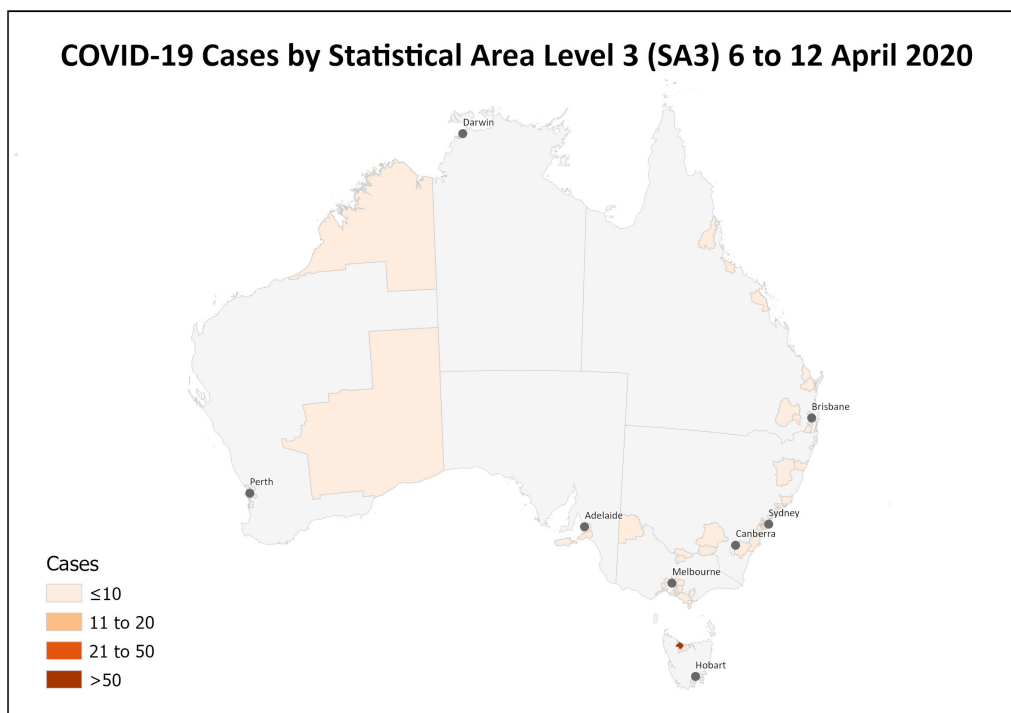 COVID-19 Cases by Statistical Area Level 3 (SA3) 6 to 12 April 2020
Darwin
Brisbane
Perth
Adelaide
Sydney
Canberra
Melbourne
Hobart
Cases
≤10
11 to 20
21 to 50
>50